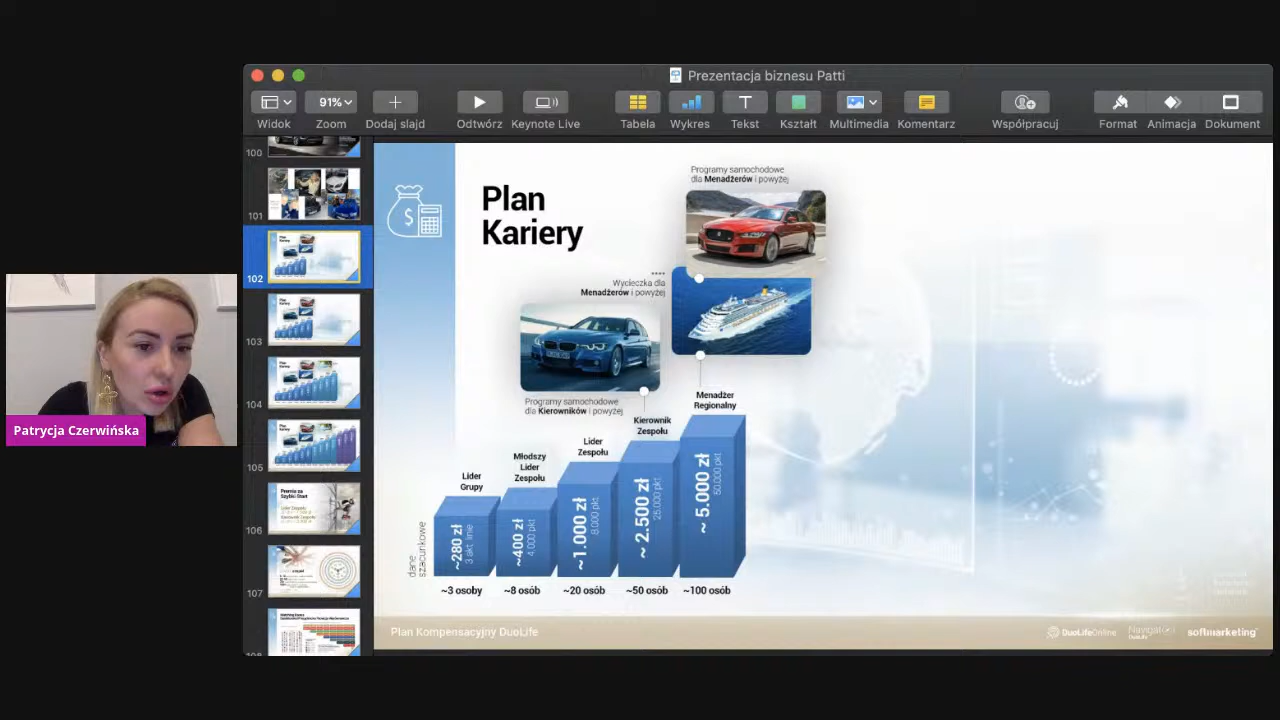 Prezentacja biznesu Patti
91%
Widok
Zoom
Dodaj slajd
Odtwórz
Keynote Live
Tabela
Wykres
Tekst
Kształt
Multimedia
Komentarz
Współpracuj
Format
Animacja
Dokument
100
101
102
103
104
105
106
107
Plan
Kariery
Programy samochodowe
dla Menadżerów i powyżej
Wycieczka dla
Menadżerów i powyżej
Programy samochodowe
dla Kierowników i powyżej
Menadżer
Regionalny
Kierownik
Zespołu
Lider
Zespołu
Młodszy
Lider
Zespołu
Lider
Grupy
dane
szacunkowe
~280 zł
3 akt. linie
~400 zł
4.000 pkt
~1.000 zł
8.000 pkt
~ 2.500 zł
25.000 pkt
~ 5.000 zł
50.000 pkt
~3 osoby
~8 osób
~20 osób
~50 osób
~100 osób
Plan Kompensacyjny DuoLife
DuoLifeOnline
Navigator
DuoLife
softmarketing
Patrycja Czerwińska